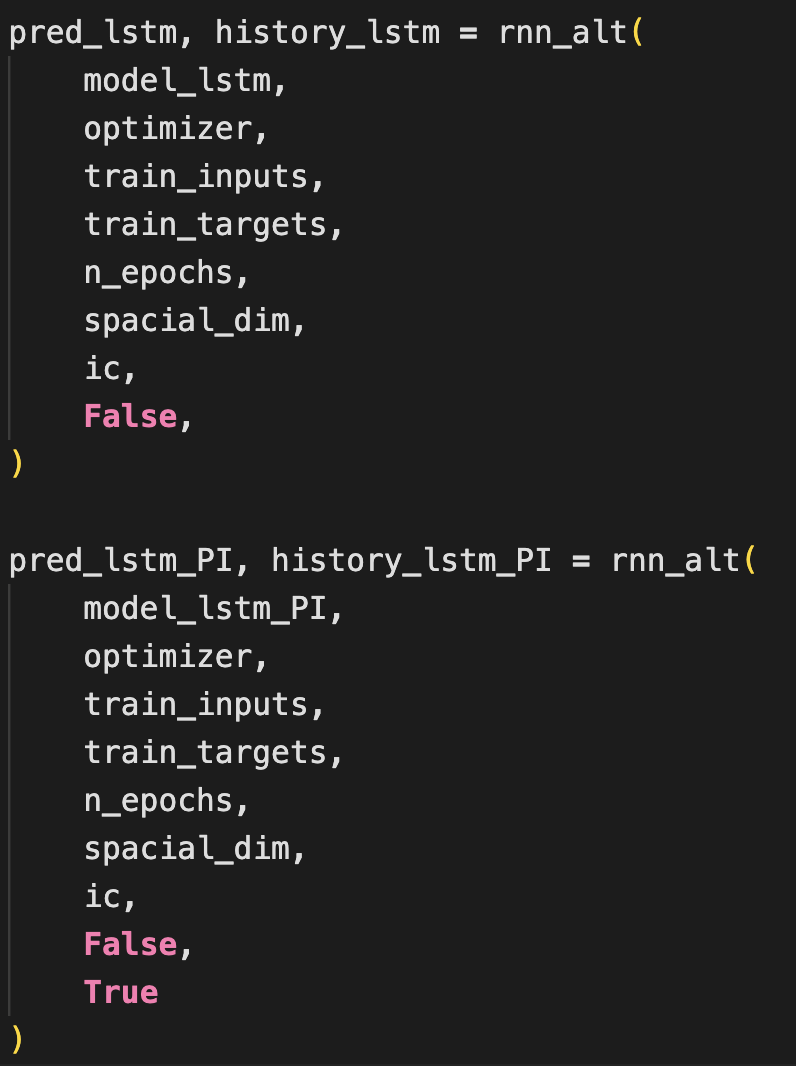 pred_lstm, history_lstm = rnn_alt(
    model_lstm,
    optimizer,
    train_inputs,
    train_targets,
    n_epochs,
    spacial_dim,
    ic,
    False,
)

pred_lstm_PI, history_lstm_PI = rnn_alt(
    model_lstm_PI,
    optimizer,
    train_inputs,
    train_targets,
    n_epochs,
    spacial_dim,
    ic,
    False,
    True
)